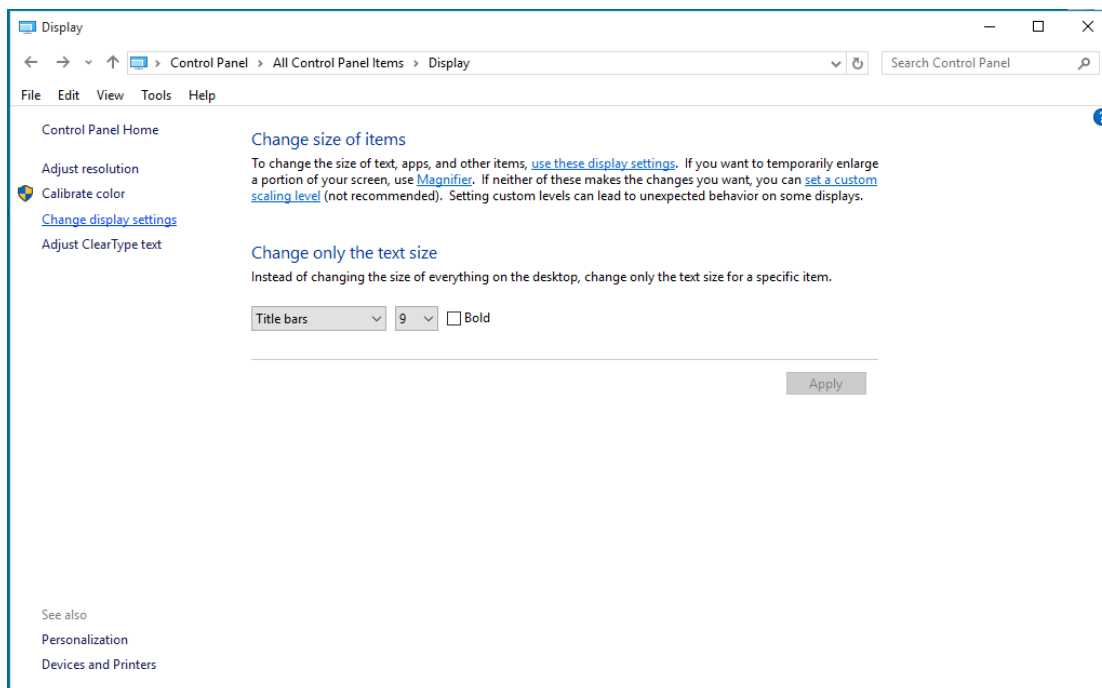 Display
Control Panel > All Control Panel Items > Display
Search Control Panel
File Edit View Tools Help
Control Panel Home
Adjust resolution
Calibrate color
Change display settings
Adjust ClearType text
Change size of items
To change the size of text, apps, and other items, use these display settings. If you want to temporarily enlarge
a portion of your screen, use Magnifier. If neither of these makes the changes you want, you can set a custom
scaling level (not recommended). Setting custom levels can lead to unexpected behavior on some displays.
Change only the text size
Instead of changing the size of everything on the desktop, change only the text size for a specific item.
Title bars 9 Bold
Apply
See also
Personalization
Devices and Printers